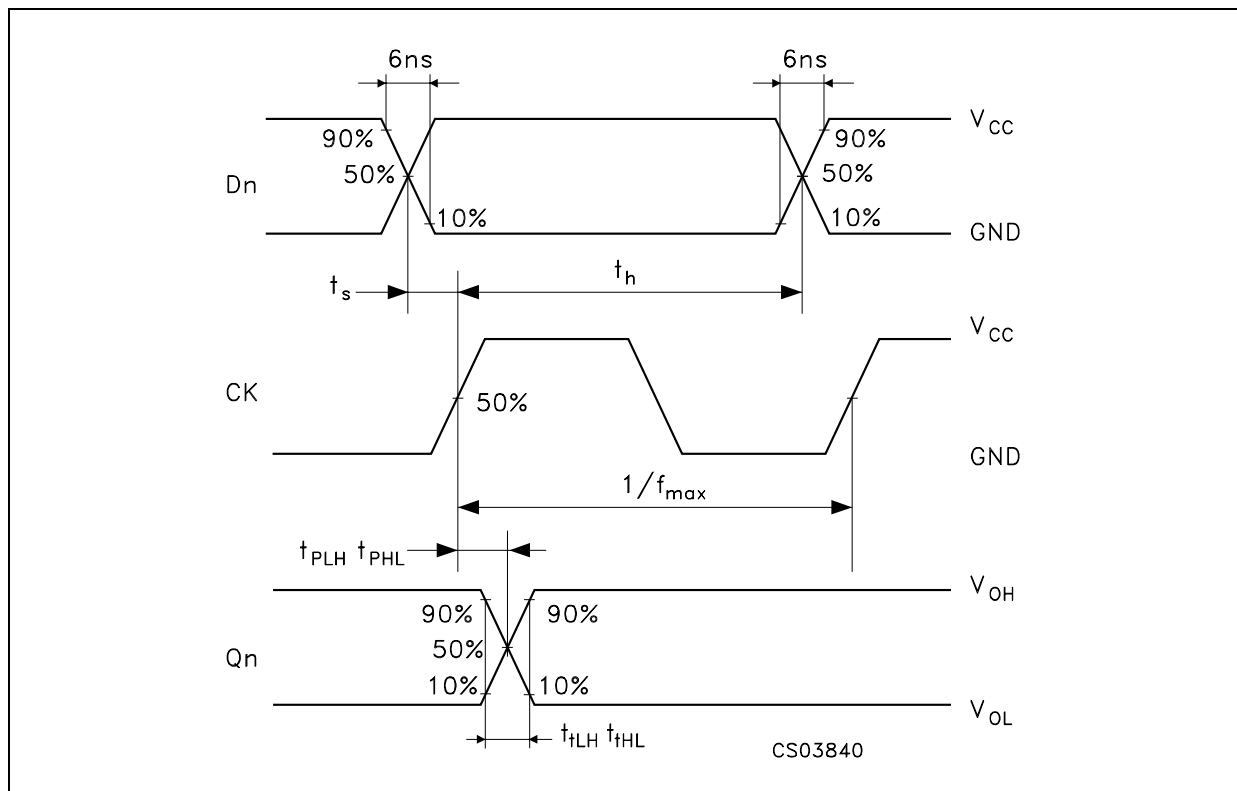 6ns 6ns
V_CC
90% 90%
50% 50%
Dn
10% 10%
GND
t_s t_h
V_CC
CK 50%
GND
1/f_max
t_PLH t_PHL
V_OH
90% 90%
50%
Qn
10% 10%
V_OL
t_tLH t_tHL
CS03840